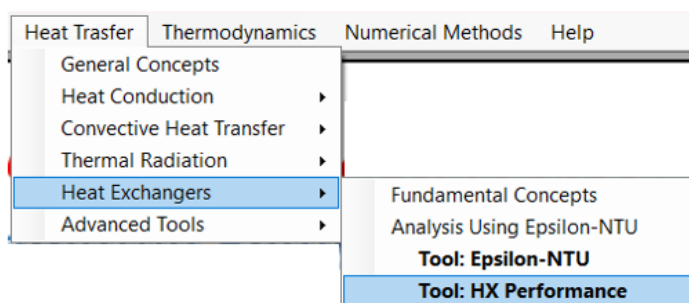 Heat Trasfer Thermodynamics Numerical Methods Help
General Concepts
Heat Conduction
Convective Heat Transfer
Thermal Radiation
Heat Exchangers
Advanced Tools
Fundamental Concepts
Analysis Using Epsilon-NTU
Tool: Epsilon-NTU
Tool: HX Performance